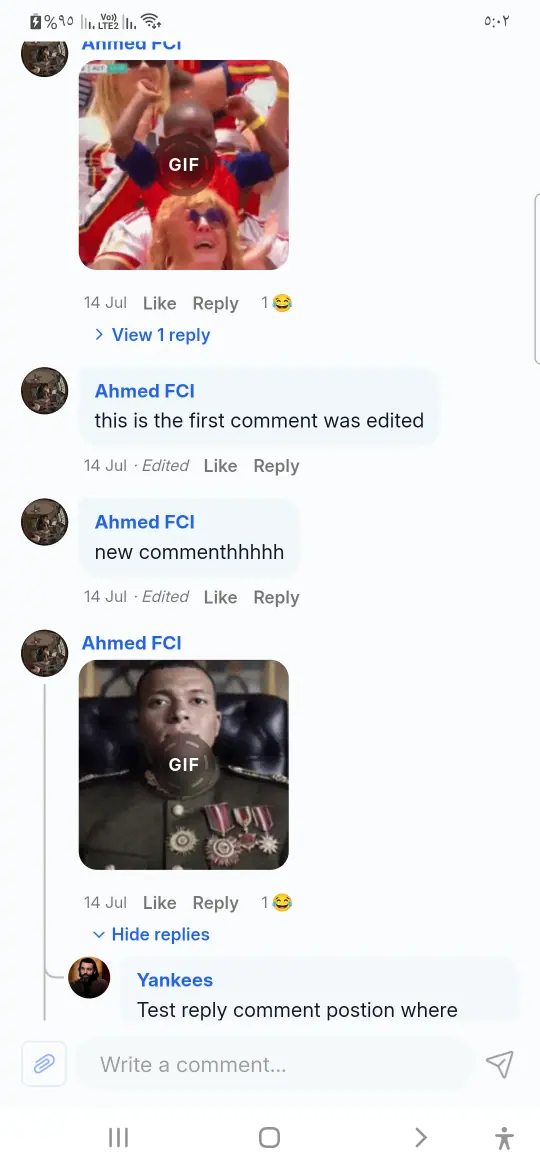 %٩٠ Vo)) LTE2 ٥:٠٢
Ahmed FCI
GIF
14 Jul Like Reply 1 😂
View 1 reply
Ahmed FCI
this is the first comment was edited
14 Jul · Edited Like Reply
Ahmed FCI
new commenthhhhh
14 Jul · Edited Like Reply
Ahmed FCI
GIF
14 Jul Like Reply 1 😂
Hide replies
Yankees
Test reply comment postion where
Write a comment...